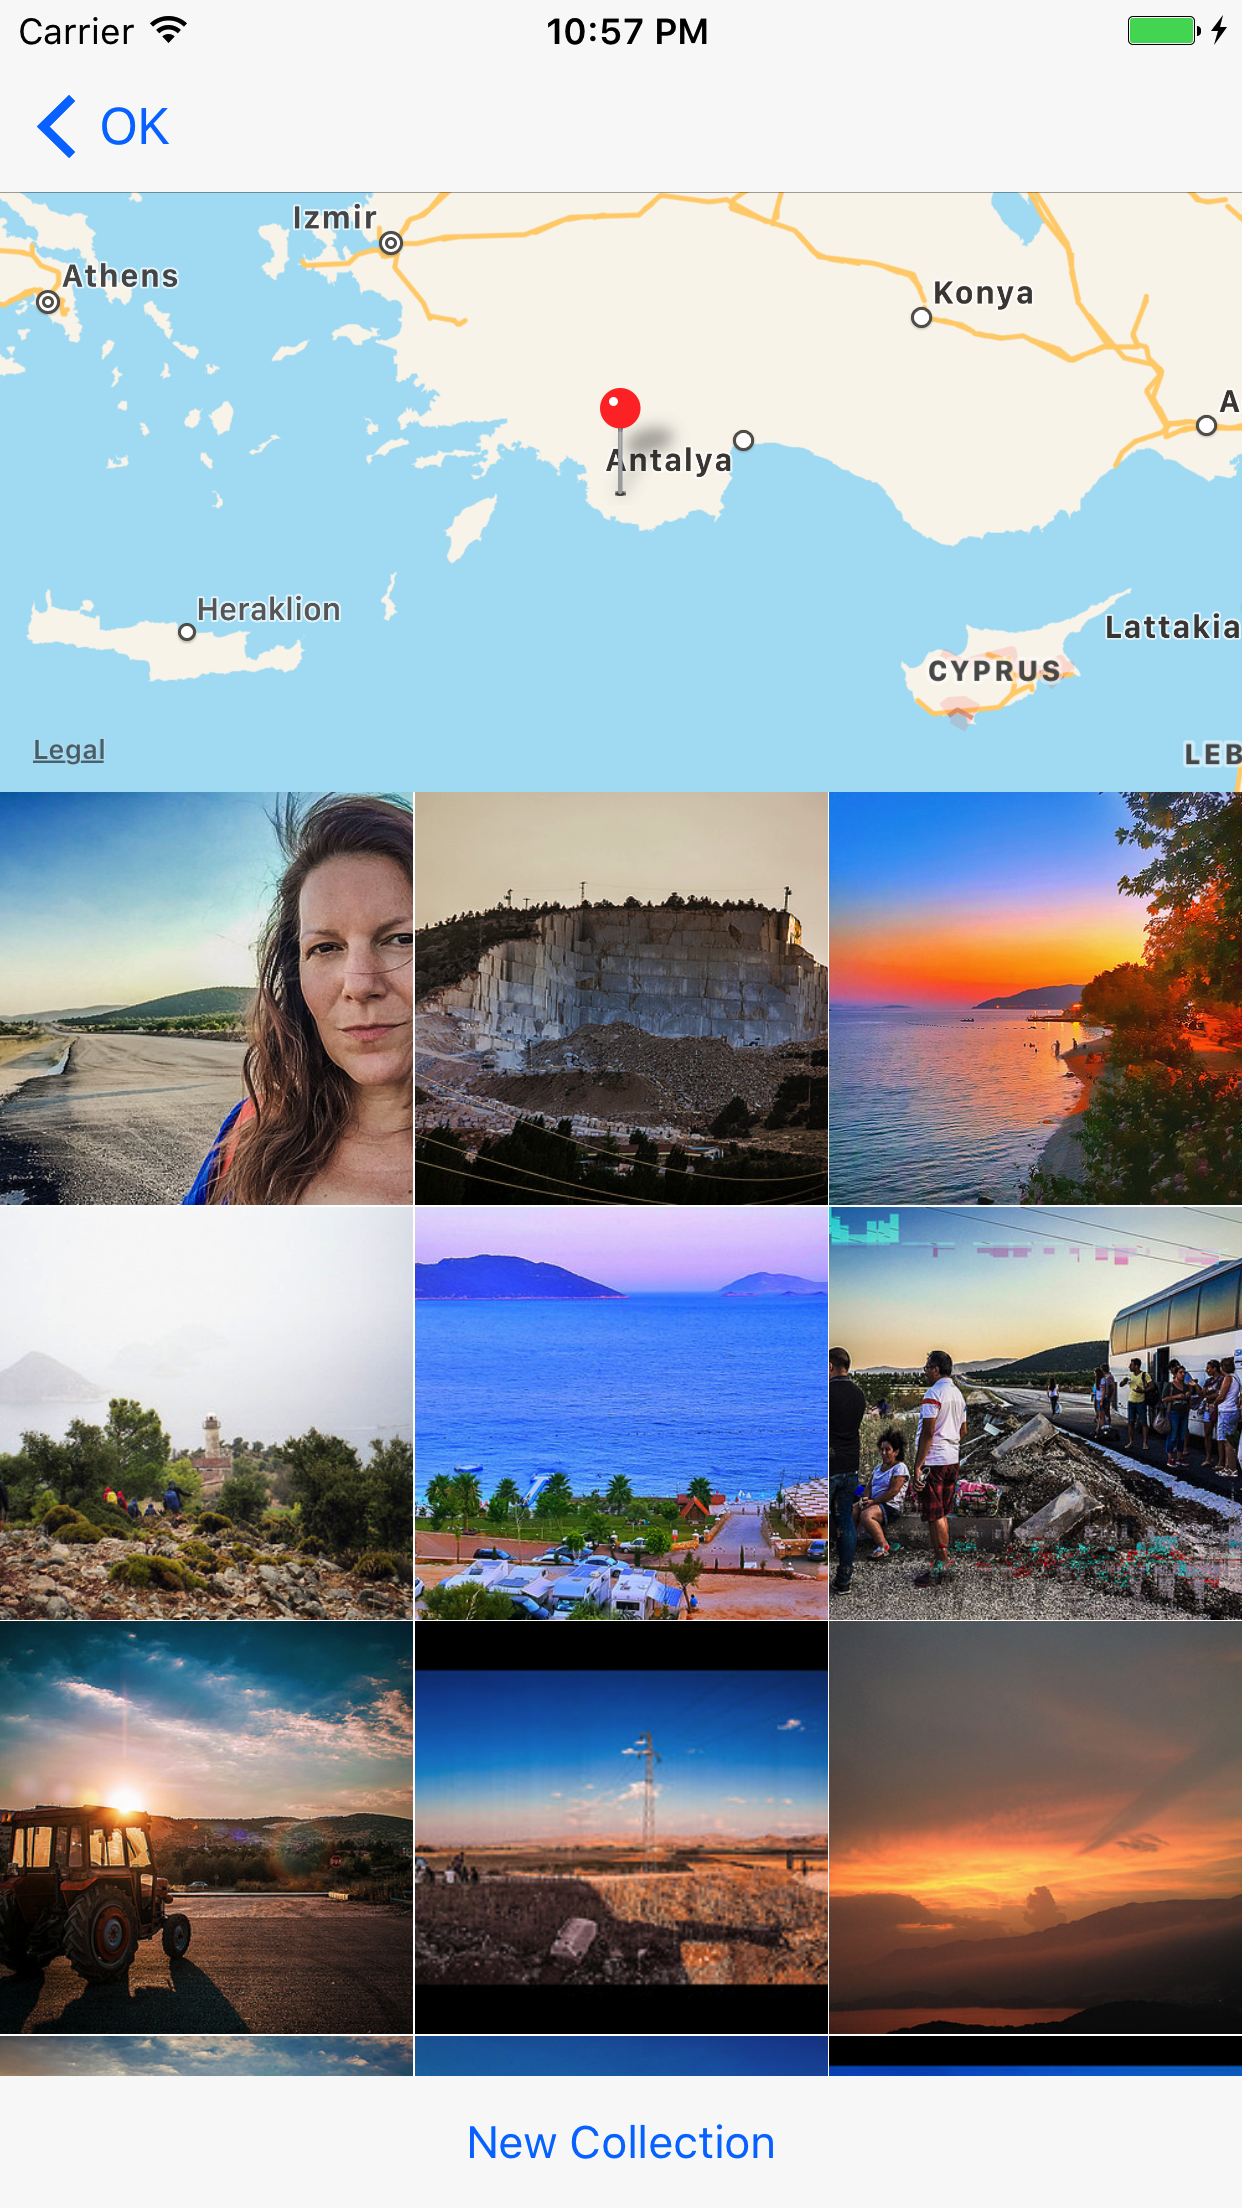 Carrier 10:57 PM
OK
Izmir
Athens
Konya
A
Antalya
Heraklion
Lattakia
CYPRUS
Legal
LEB
New Collection